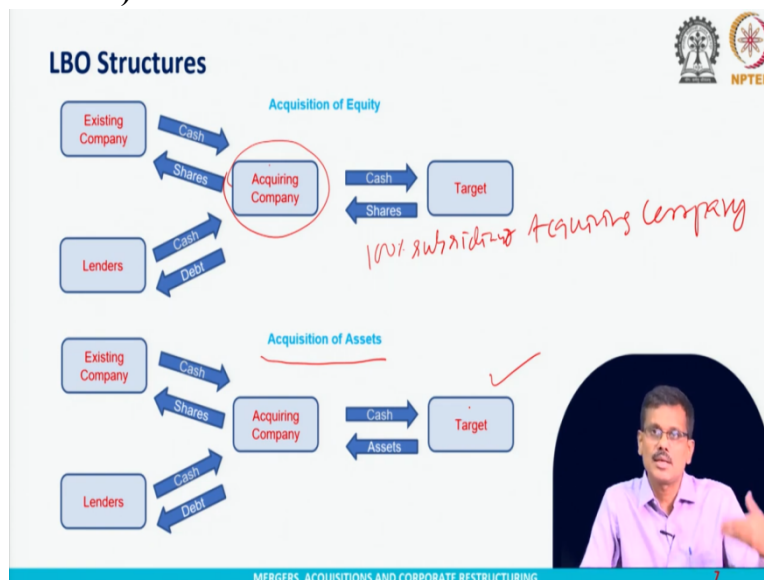 LBO Structures
NPTEL
Acquisition of Equity
Existing
Company
Cash
Shares
Acquiring
Company
Cash
Shares
Target
Lenders
Cash
Debt
100% subsidiary Acquiring Company
Acquisition of Assets
Existing
Company
Cash
Shares
Acquiring
Company
Cash
Assets
Target
Lenders
Cash
Debt
MERGERS, ACQUISITIONS AND CORPORATE RESTRUCTURING
7